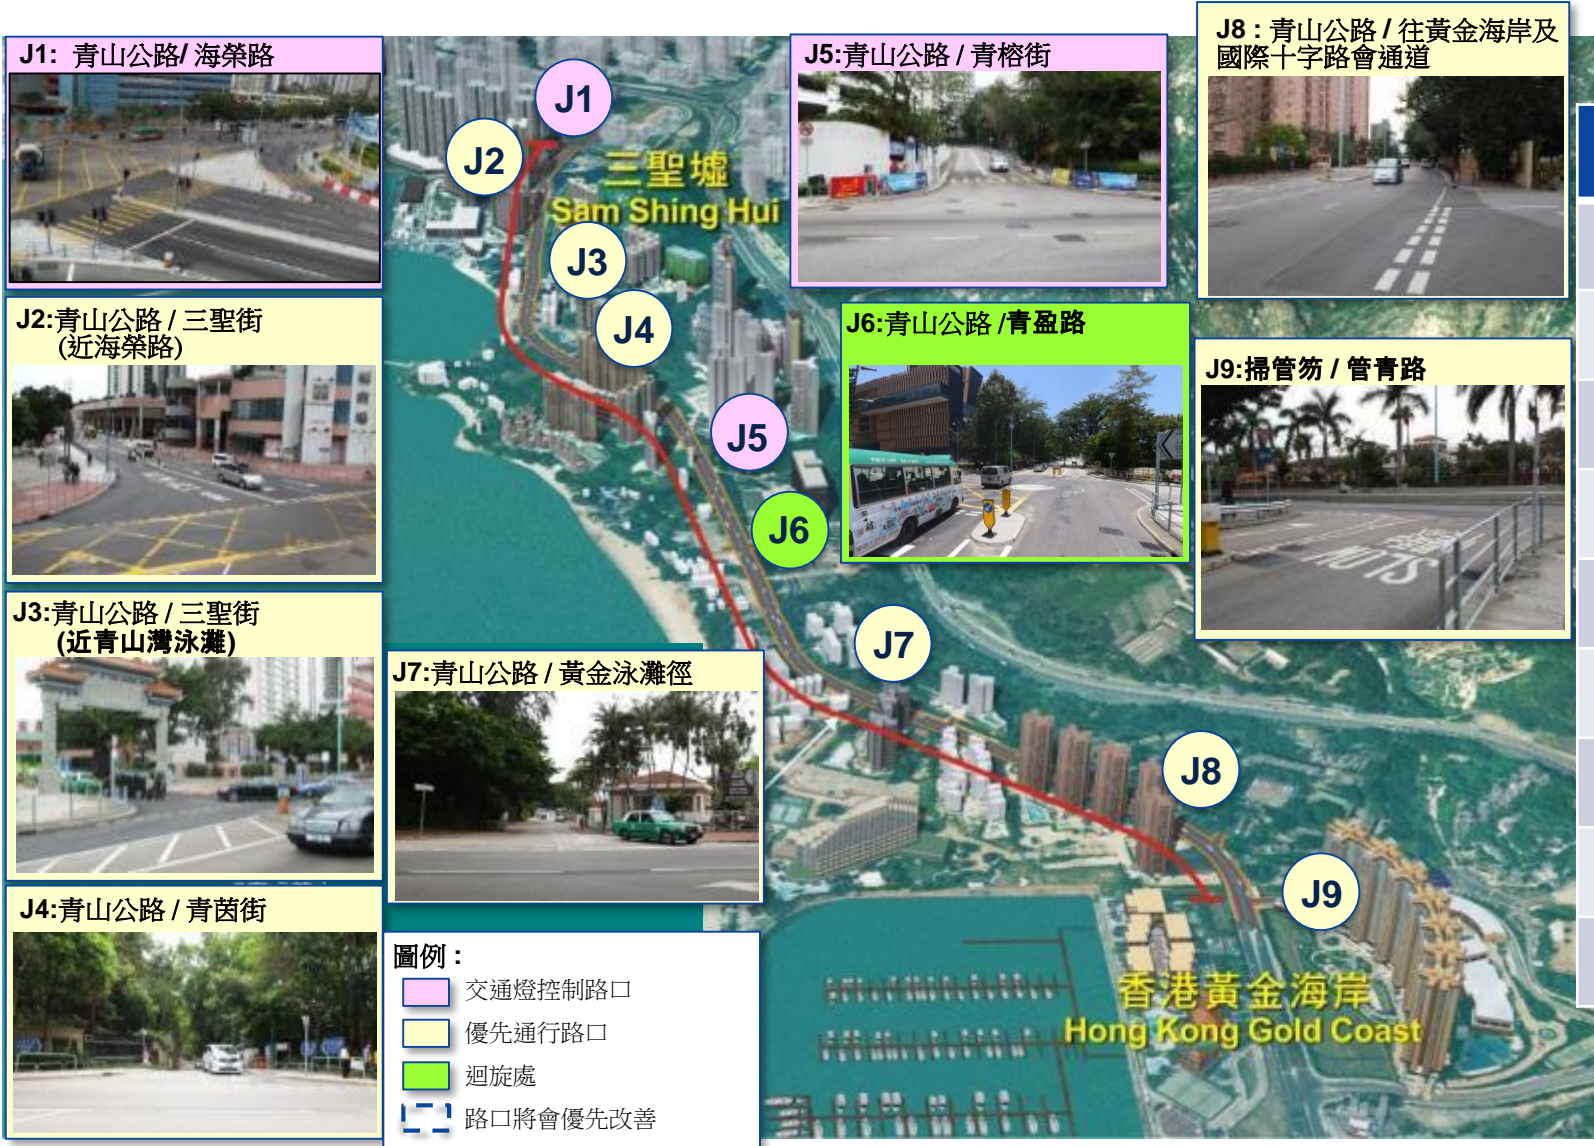 J1: 青山公路/ 海榮路
J2:青山公路 / 三聖街
(近海榮路)
J3:青山公路 / 三聖街
(近青山灣泳灘)
J4:青山公路 / 青茵街
J5:青山公路 / 青榕街
J6:青山公路 /青盈路
J7:青山公路 / 黃金泳灘徑
J8 : 青山公路 / 往黃金海岸及
國際十字路會通道
J9:掃管笏 / 管青路
J1
J2
三聖墟
Sam Shing Hui
J3
J4
J5
J6
J7
J8
J9
香港黃金海岸
Hong Kong Gold Coast
SLOW
圖例 :
交通燈控制路口
優先通行路口
迴旋處
路口將會優先改善